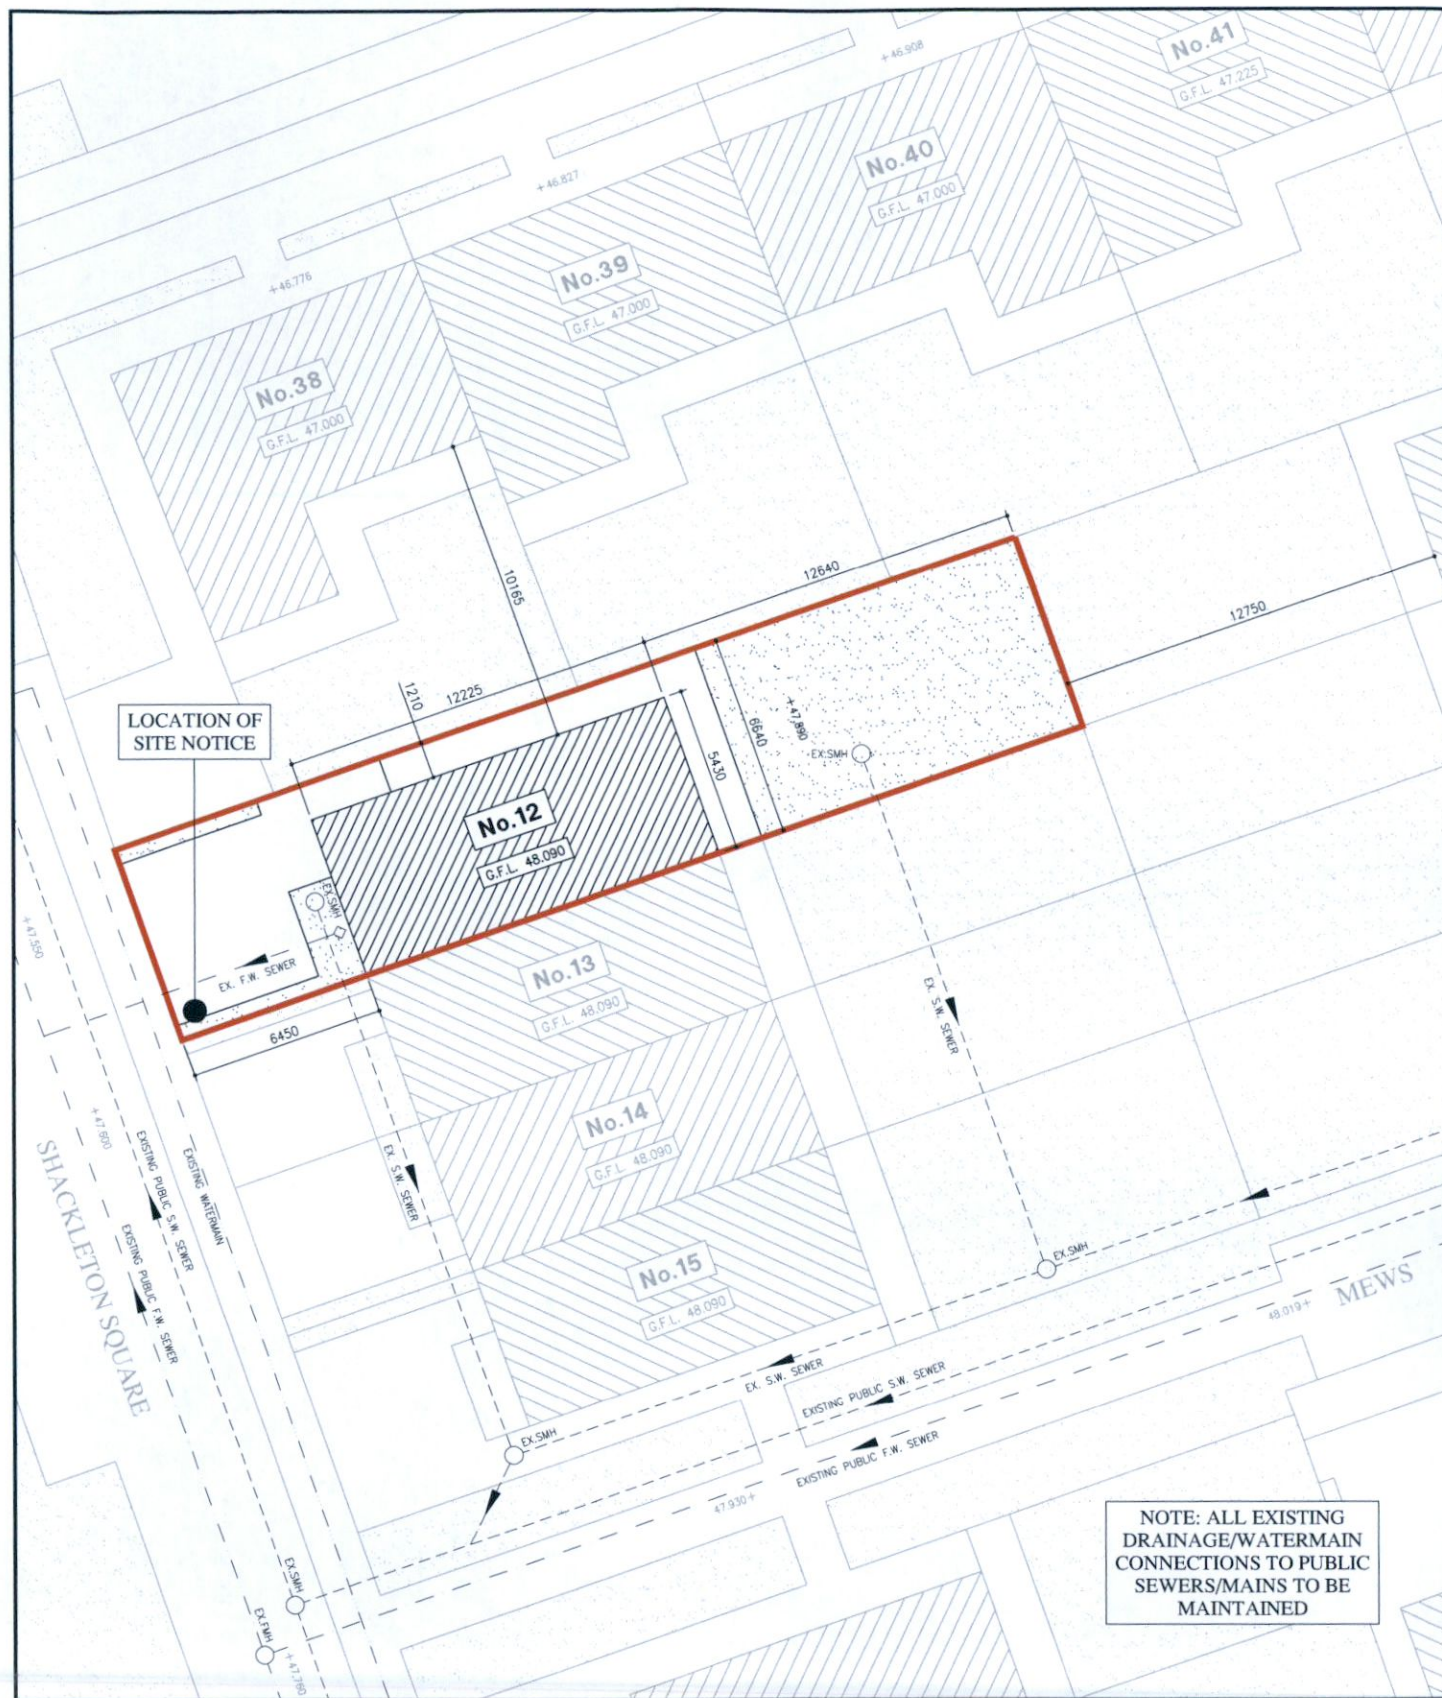 No.41
G.F.L. 47.225
+46.908
No.40
G.F.L. 47.000
+46.827
No.39
G.F.L. 47.000
+46.776
No.38
G.F.L. 47.000
10165
12640
12750
1210
12225
LOCATION OF
SITE NOTICE
6640
+47.890
5430
EX.SMH
No.12
G.F.L. 48.090
EX.SMH
EX. F.W. SEWER
+47.550
6450
No.13
G.F.L. 48.090
EX. S.W. SEWER
No.14
G.F.L. 48.090
EX. S.W. SEWER
+47.600
EXISTING PUBLIC S.W. SEWER
EXISTING WATERMAIN
EXISTING PUBLIC F.W. SEWER
SHACKLETON SQUARE
No.15
G.F.L. 48.090
EX.SMH
MEWS
48.019+
EX. S.W. SEWER
EXISTING PUBLIC S.W. SEWER
EXISTING PUBLIC F.W. SEWER
EX.SMH
47.930+
EX.SMH
EX.FMH
+47.760
NOTE: ALL EXISTING
DRAINAGE/WATERMAIN
CONNECTIONS TO PUBLIC
SEWERS/MAINS TO BE
MAINTAINED